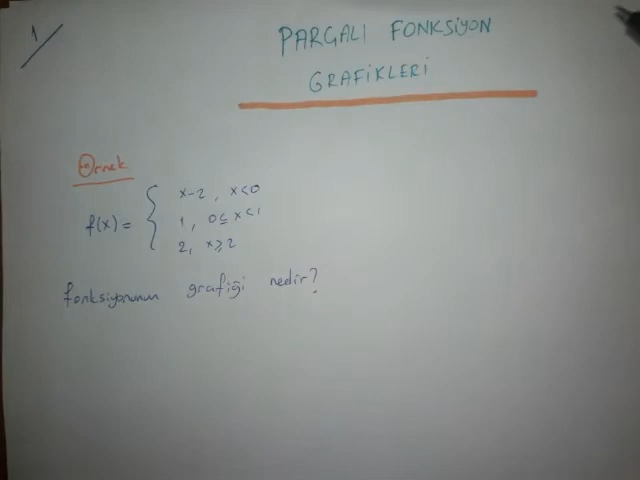 1
PARÇALI FONKSİYON
GRAFİKLERİ
Örnek
x-2, x<0
f(x)= { 1, 0≤x<1
2, x≥2
fonksiyonunun grafiği nedir?